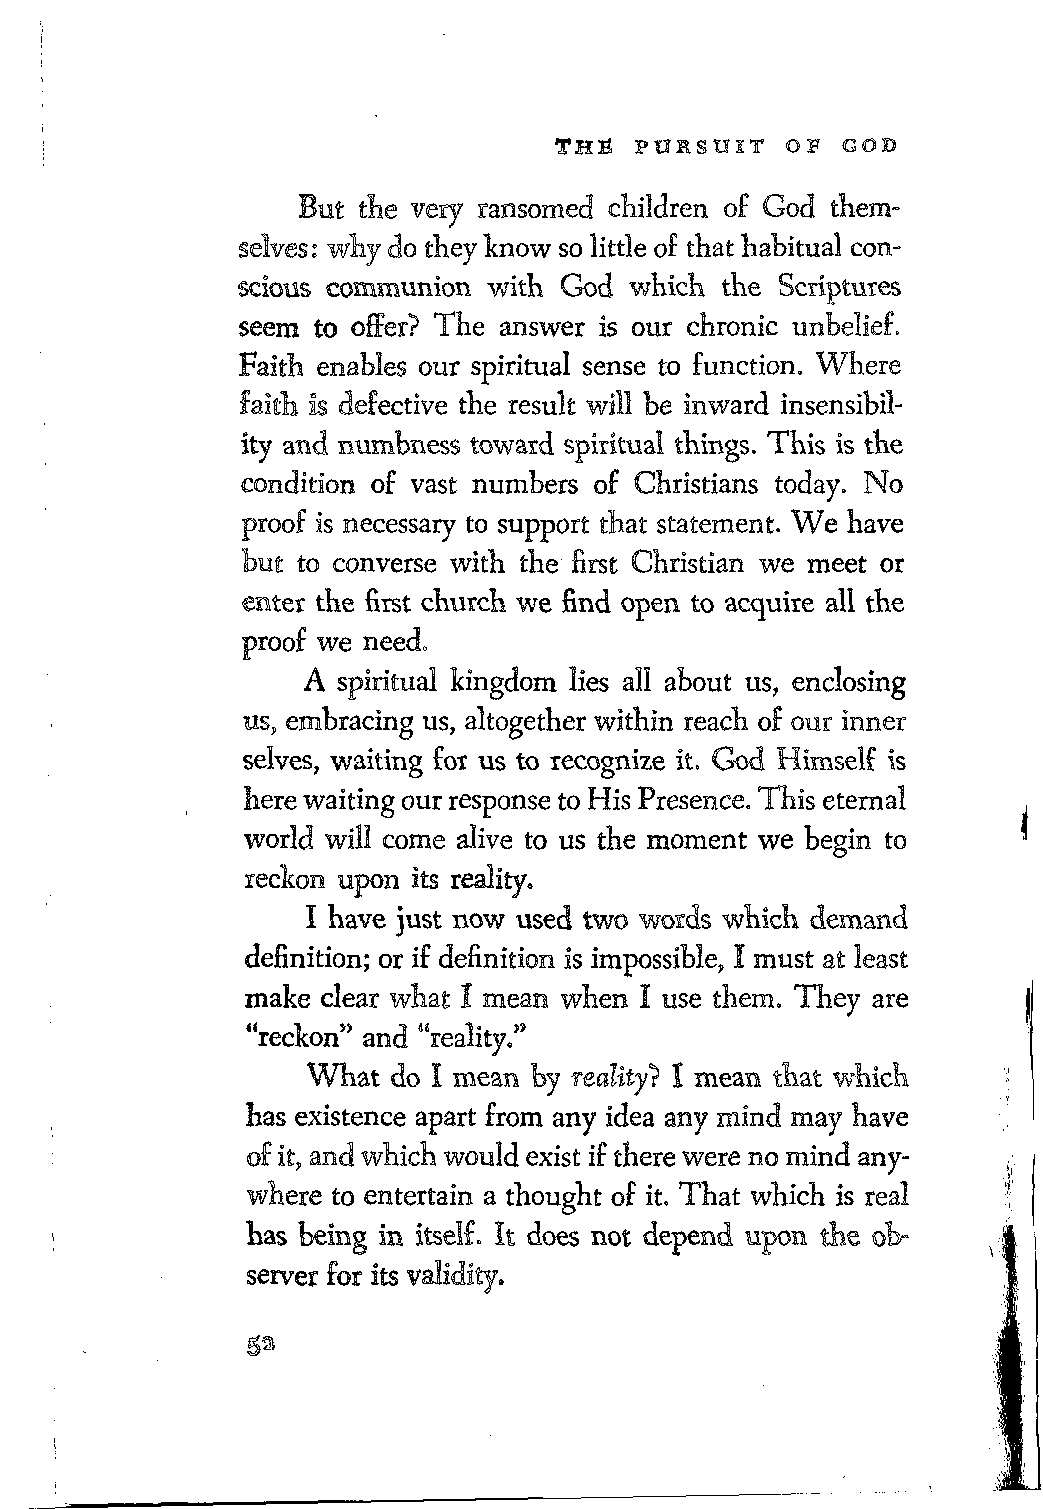 THE PURSUIT OF GOD
But the very ransomed children of God them-
selves: why do they know so little of that habitual con-
scious communion with God which the Scriptures
seem to offer? The answer is our chronic unbelief.
Faith enables our spiritual sense to function. Where
faith is defective the result will be inward insensibil-
ity and numbness toward spiritual things. This is the
condition of vast numbers of Christians today. No
proof is necessary to support that statement. We have
but to converse with the first Christian we meet or
enter the first church we find open to acquire all the
proof we need.
A spiritual kingdom lies all about us, enclosing
us, embracing us, altogether within reach of our inner
selves, waiting for us to recognize it. God Himself is
here waiting our response to His Presence. This eternal
world will come alive to us the moment we begin to
reckon upon its reality.
I have just now used two words which demand
definition; or if definition is impossible, I must at least
make clear what I mean when I use them. They are
“reckon” and “reality.”
What do I mean by reality? I mean that which
has existence apart from any idea any mind may have
of it, and which would exist if there were no mind any-
where to entertain a thought of it. That which is real
has being in itself. It does not depend upon the ob-
server for its validity.
52